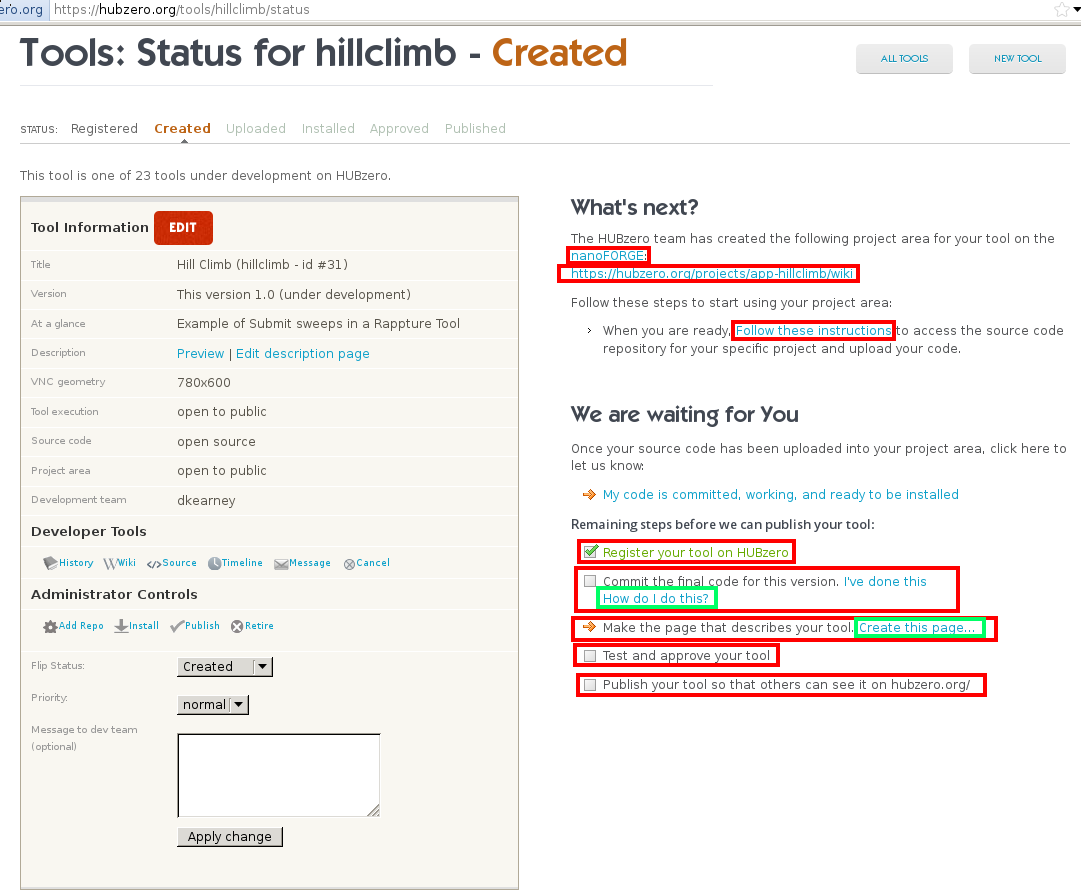 ero.org https://hubzero.org/tools/hillclimb/status
Tools: Status for hillclimb - Created
ALL TOOLS NEW TOOL
STATUS: Registered Created Uploaded Installed Approved Published
This tool is one of 23 tools under development on HUBzero.
Tool Information EDIT
Title Hill Climb (hillclimb - id #31)
Version This version 1.0 (under development)
At a glance Example of Submit sweeps in a Rappture Tool
Description Preview | Edit description page
VNC geometry 780x600
Tool execution open to public
Source code open source
Project area open to public
Development team dkearney
Developer Tools
History Wiki Source Timeline Message Cancel
Administrator Controls
Add Repo Install Publish Retire
Flip Status: Created
Priority: normal
Message to dev team
(optional)
Apply change
What's next?
The HUBzero team has created the following project area for your tool on the
nanoFORGE:
https://hubzero.org/projects/app-hillclimb/wiki
Follow these steps to start using your project area:
When you are ready, Follow these instructions to access the source code
repository for your specific project and upload your code.
We are waiting for You
Once your source code has been uploaded into your project area, click here to
let us know:
My code is committed, working, and ready to be installed
Remaining steps before we can publish your tool:
Register your tool on HUBzero
Commit the final code for this version. I've done this
How do I do this?
Make the page that describes your tool. Create this page...
Test and approve your tool
Publish your tool so that others can see it on hubzero.org/